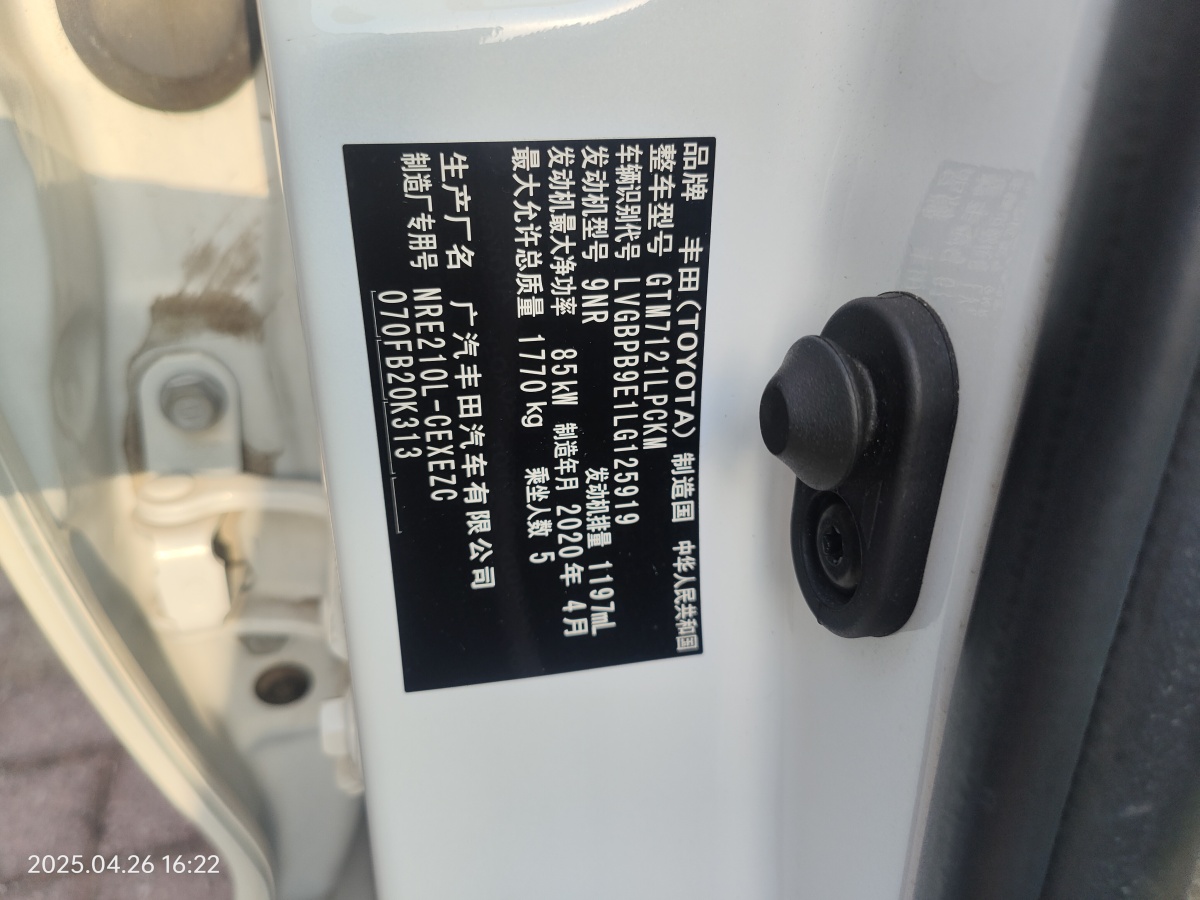 品牌 丰田(TOYOTA) 制造国 中华人民共和国
整车型号 GTM7121LPCKM
车辆识别代号 LVGBPB9E1LG125919
发动机型号 9NR 发动机排量 1197mL
发动机最大净功率 85kW 制造年月 2020年 4月
最大允许总质量 1770kg 乘坐人数 5
生产厂名 广汽丰田汽车有限公司
制造厂专用号 NRE210L-CEXEZC
070FB20K313
2025.04.26 16:22